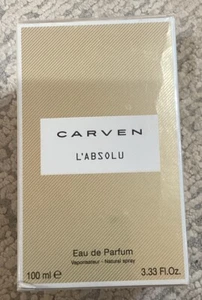 CARVEN
L'ABSOLU
Eau de Parfum
Vaporisateur - Natural spray
100 ml ℮ 3.33 Fl.Oz.